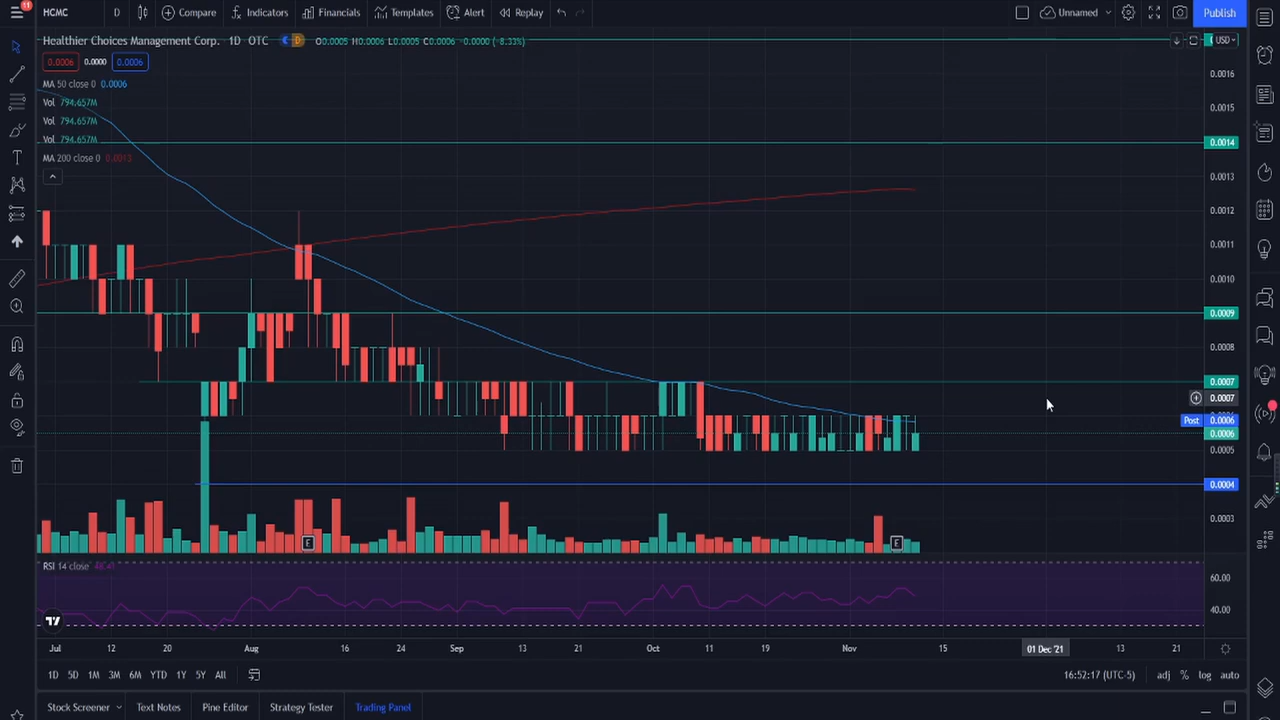 11 HCMC D Compare Indicators Financials Templates Alert Replay Unnamed Publish
Healthier Choices Management Corp. 1D OTC D O0.0005 H0.0006 L0.0005 C0.0006 -0.0000 (-8.33%) USD
0.0006 0.0000 0.0006
MA 50 close 0 0.0006
Vol 794.657M
Vol 794.657M
Vol 794.657M
MA 200 close 0 0.0013
0.0016
0.0015
0.0014
0.0013
0.0012
0.0011
0.0010
0.0009
0.0008
0.0007
0.0007
Post 0.0006
0.0006
0.0005
0.0004
0.0003
E E
RSI 14 close 48.41
60.00
40.00
Jul 12 20 Aug 16 24 Sep 13 21 Oct 11 19 Nov 15 01 Dec '21 13 21
1D 5D 1M 3M 6M YTD 1Y 5Y All 16:52:17 (UTC-5) adj % log auto
Stock Screener Text Notes Pine Editor Strategy Tester Trading Panel